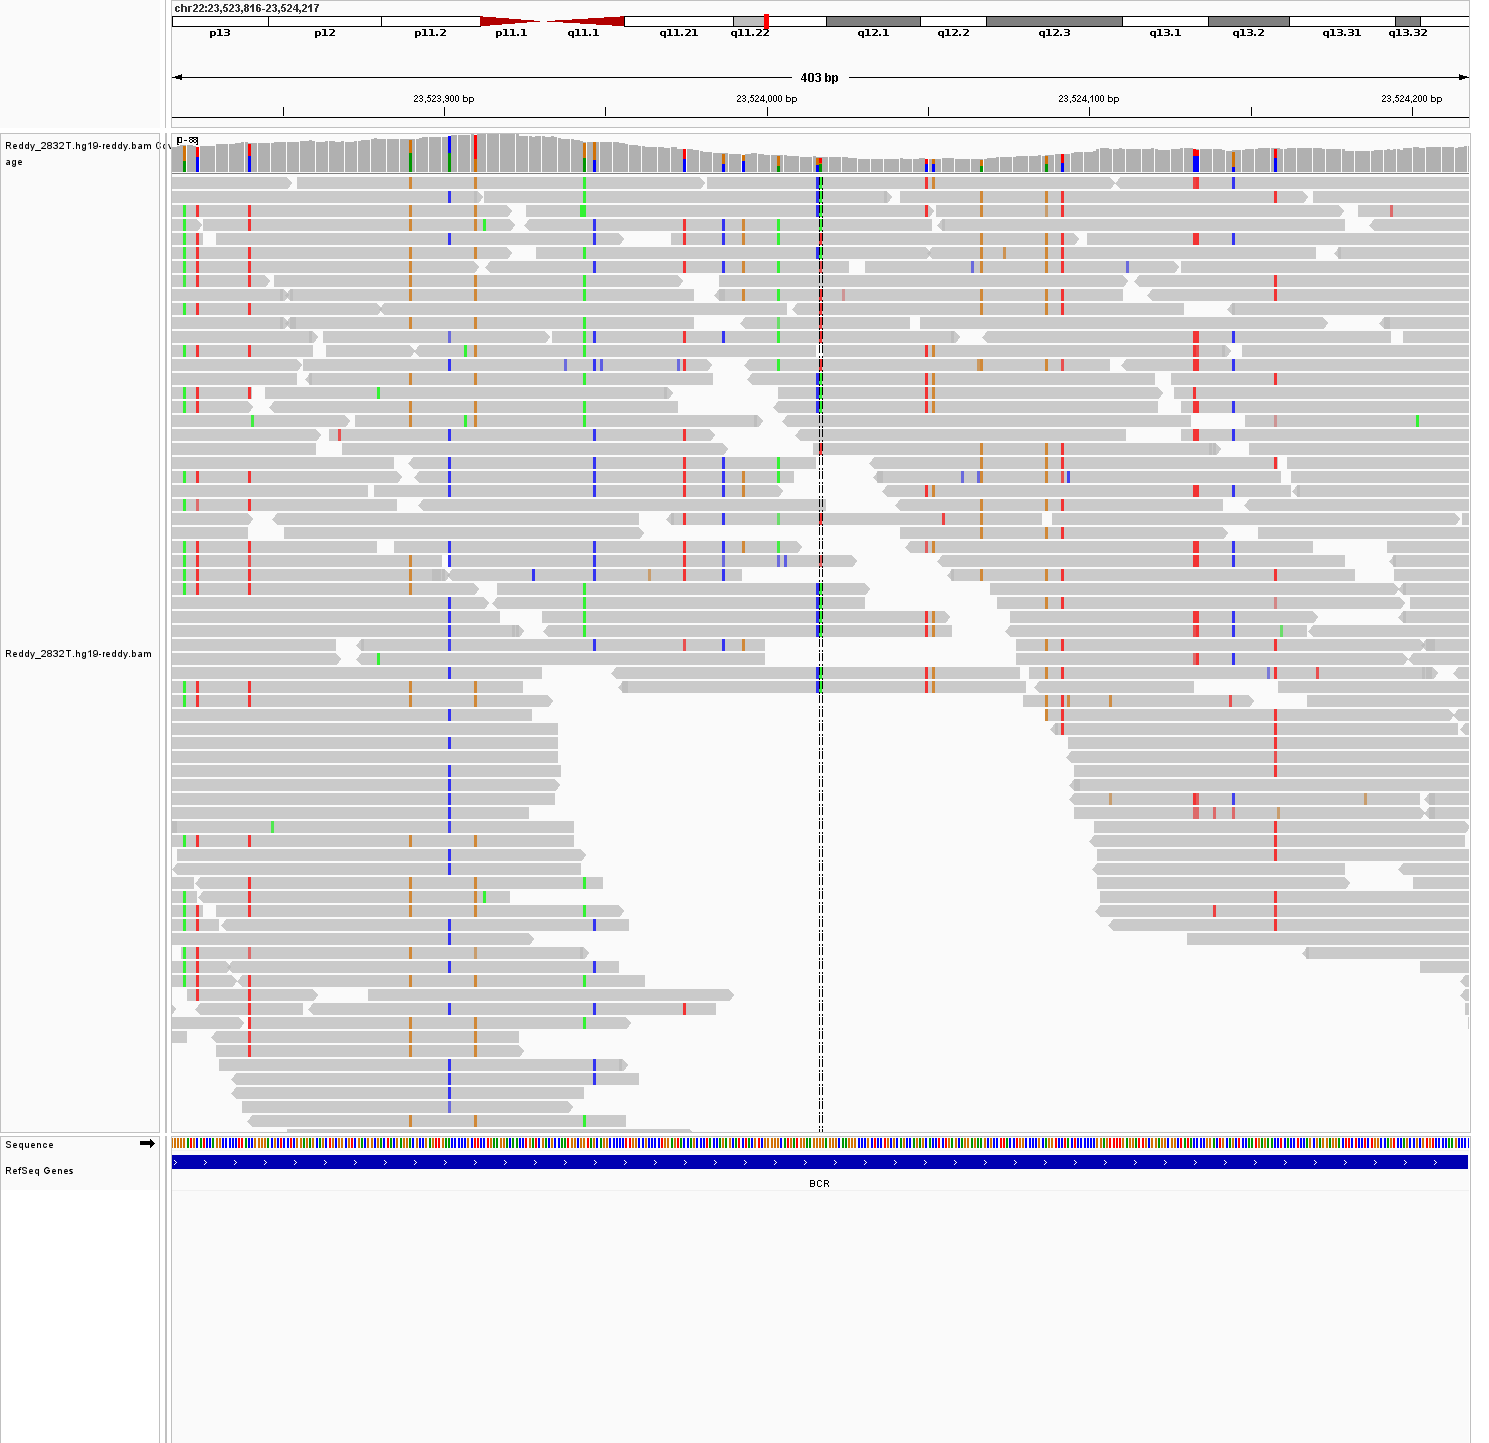 chr22:23,523,816-23,524,217
p13 p12 p11.2 p11.1 q11.1 q11.21 q11.22 q12.1 q12.2 q12.3 q13.1 q13.2 q13.31 q13.32
403 bp
23,523,900 bp 23,524,000 bp 23,524,100 bp 23,524,200 bp
Reddy_2832T.hg19-reddy.bam Cov
age
Reddy_2832T.hg19-reddy.bam
Sequence
RefSeq Genes
BCR